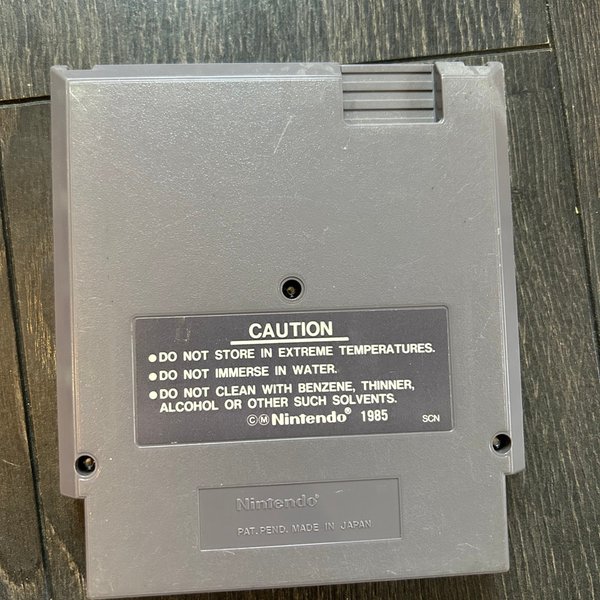 CAUTION
●DO NOT STORE IN EXTREME TEMPERATURES.
●DO NOT IMMERSE IN WATER.
●DO NOT CLEAN WITH BENZENE, THINNER,
ALCOHOL OR OTHER SUCH SOLVENTS.
©Ⓜ Nintendo® 1985 SCN
Nintendo®
PAT. PEND. MADE IN JAPAN